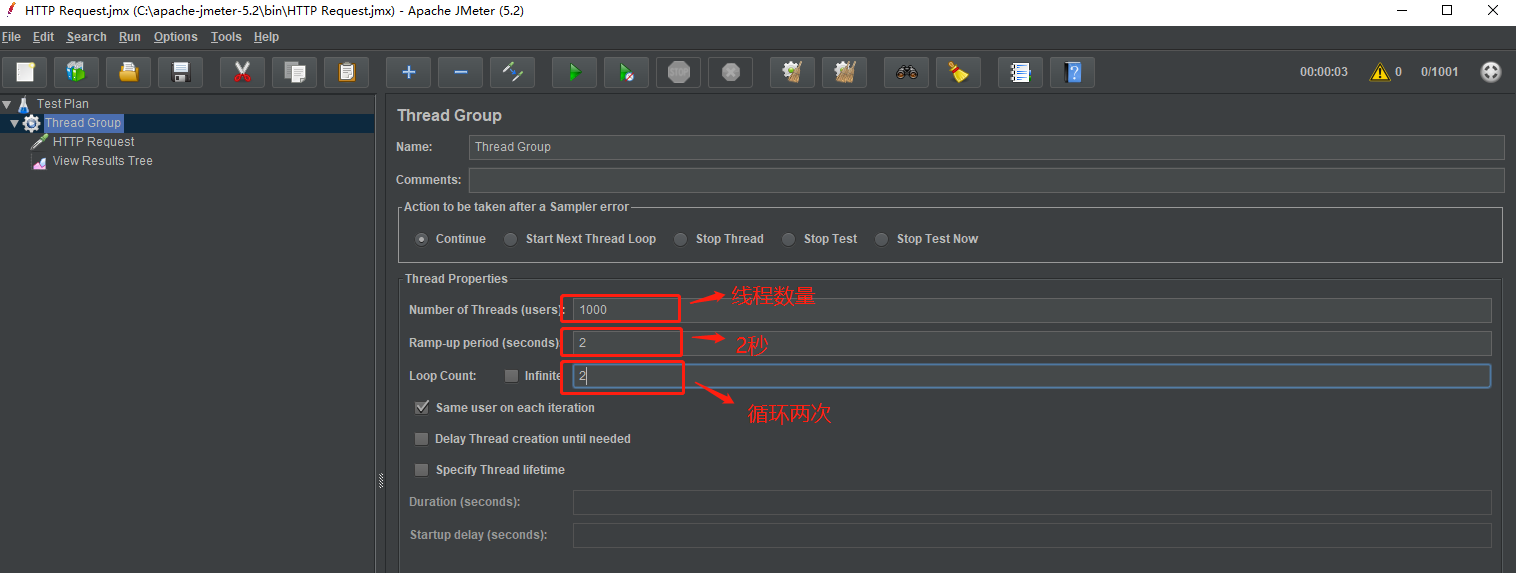 HTTP Request.jmx (C:\apache-jmeter-5.2\bin\HTTP Request.jmx) - Apache JMeter (5.2)
File Edit Search Run Options Tools Help
STOP 00:00:03 0 0/1001
Test Plan
Thread Group
HTTP Request
View Results Tree
Thread Group
Name: Thread Group
Comments:
Action to be taken after a Sampler error
Continue Start Next Thread Loop Stop Thread Stop Test Stop Test Now
Thread Properties
Number of Threads (users): 1000 线程数量
Ramp-up period (seconds) 2 2秒
Loop Count: Infinite 2 循环两次
Same user on each iteration
Delay Thread creation until needed
Specify Thread lifetime
Duration (seconds):
Startup delay (seconds):